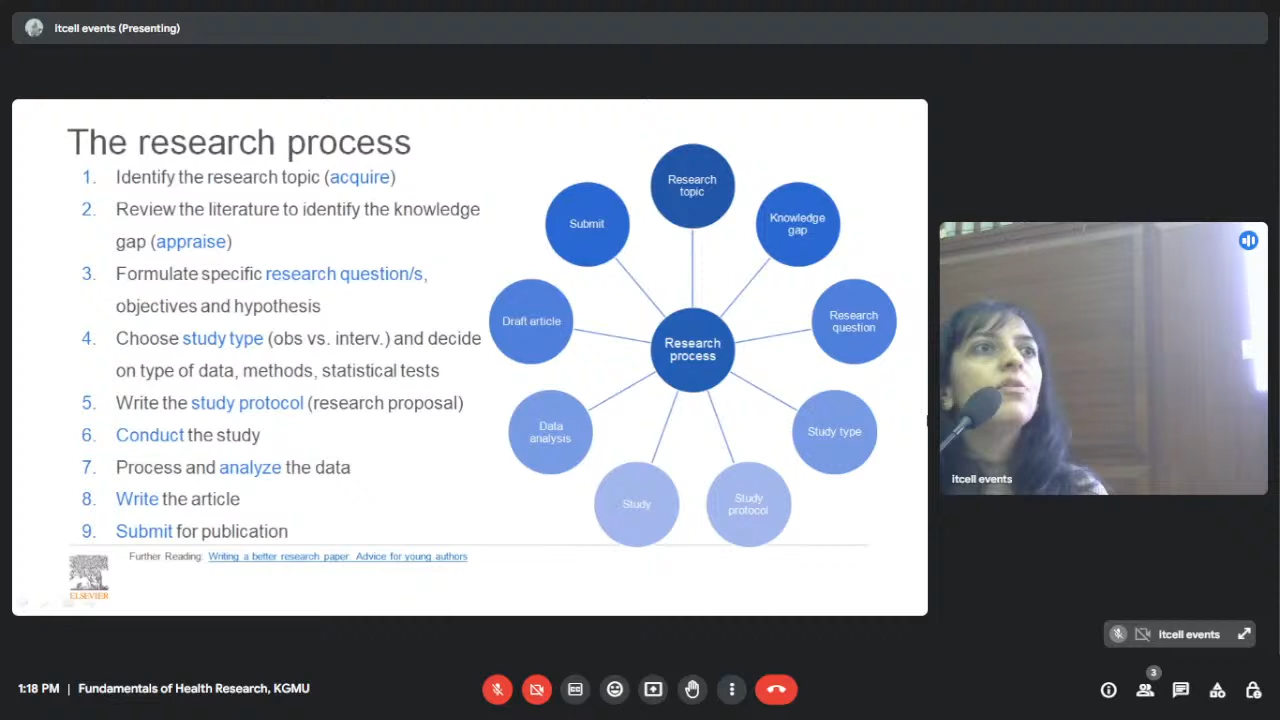 Itcell events (Presenting)
The research process
1. Identify the research topic (acquire)
2. Review the literature to identify the knowledge
gap (appraise)
3. Formulate specific research question/s,
objectives and hypothesis
4. Choose study type (obs vs. interv.) and decide
on type of data, methods, statistical tests
5. Write the study protocol (research proposal)
6. Conduct the study
7. Process and analyze the data
8. Write the article
9. Submit for publication
Further Reading: Writing a better research paper. Advice for young authors
ELSEVIER
Research
topic
Knowledge
gap
Research
question
Study type
Study
protocol
Study
Data
analysis
Draft article
Submit
Research
process
itcell events
Itcell events
1:18 PM | Fundamentals of Health Research, KGMU
3